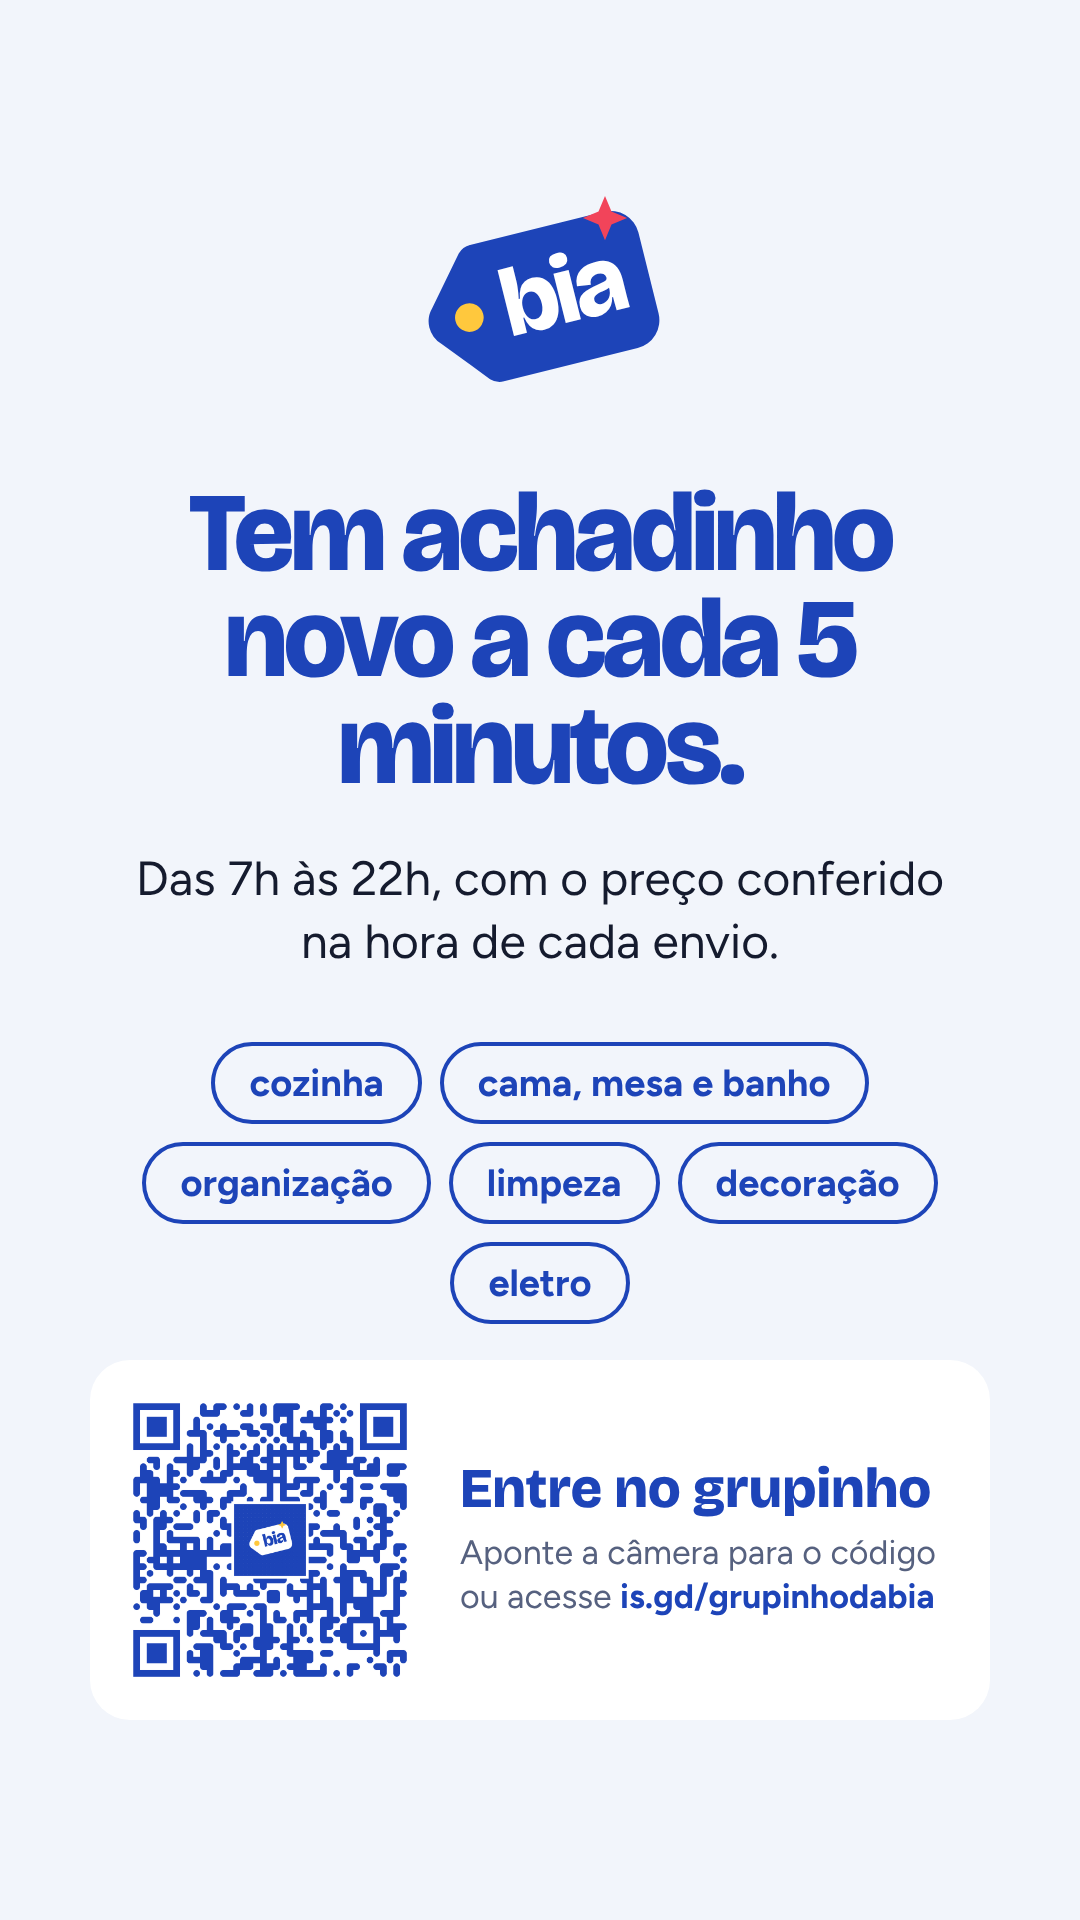 bia
Tem achadinho
novo a cada 5
minutos.
Das 7h às 22h, com o preço conferido
na hora de cada envio.
cozinha
cama, mesa e banho
organização
limpeza
decoração
eletro
bia
Entre no grupinho
Aponte a câmera para o código
ou acesse is.gd/grupinhodabia